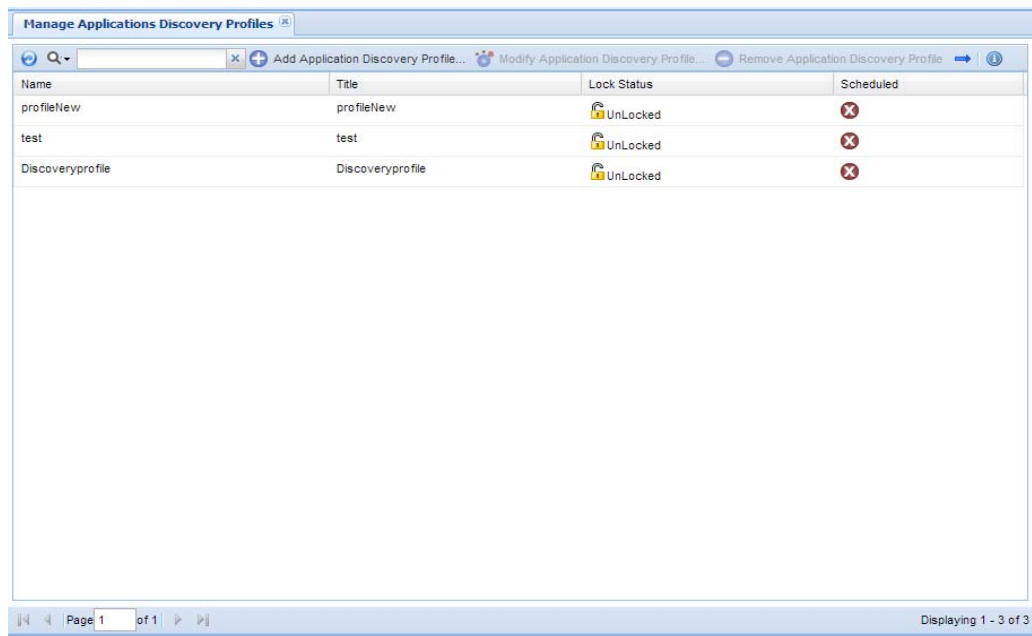 Manage Applications Discovery Profiles
Add Application Discovery Profile... Modify Application Discovery Profile... Remove Application Discovery Profile
Name Title Lock Status Scheduled
profileNew profileNew UnLocked
test test UnLocked
Discoveryprofile Discoveryprofile UnLocked
Page 1 of 1 Displaying 1 - 3 of 3